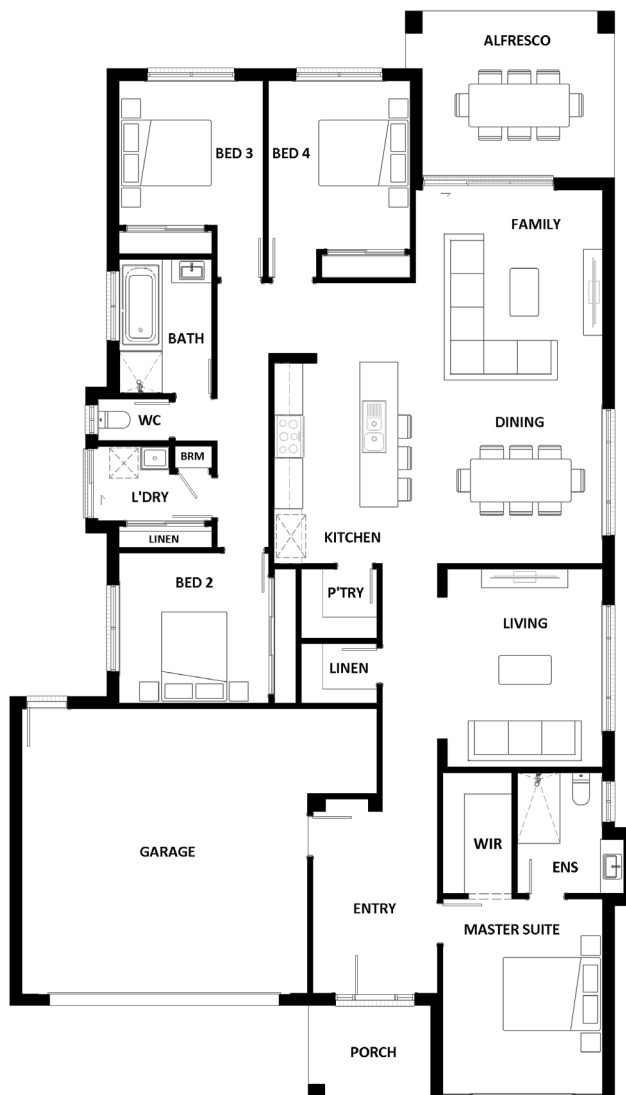 ALFRESCO
BED 3
BED 4
FAMILY
BATH
WC
DINING
BRM
L'DRY
LINEN
KITCHEN
BED 2
P'TRY
LIVING
LINEN
GARAGE
WIR
ENS
ENTRY
MASTER SUITE
PORCH